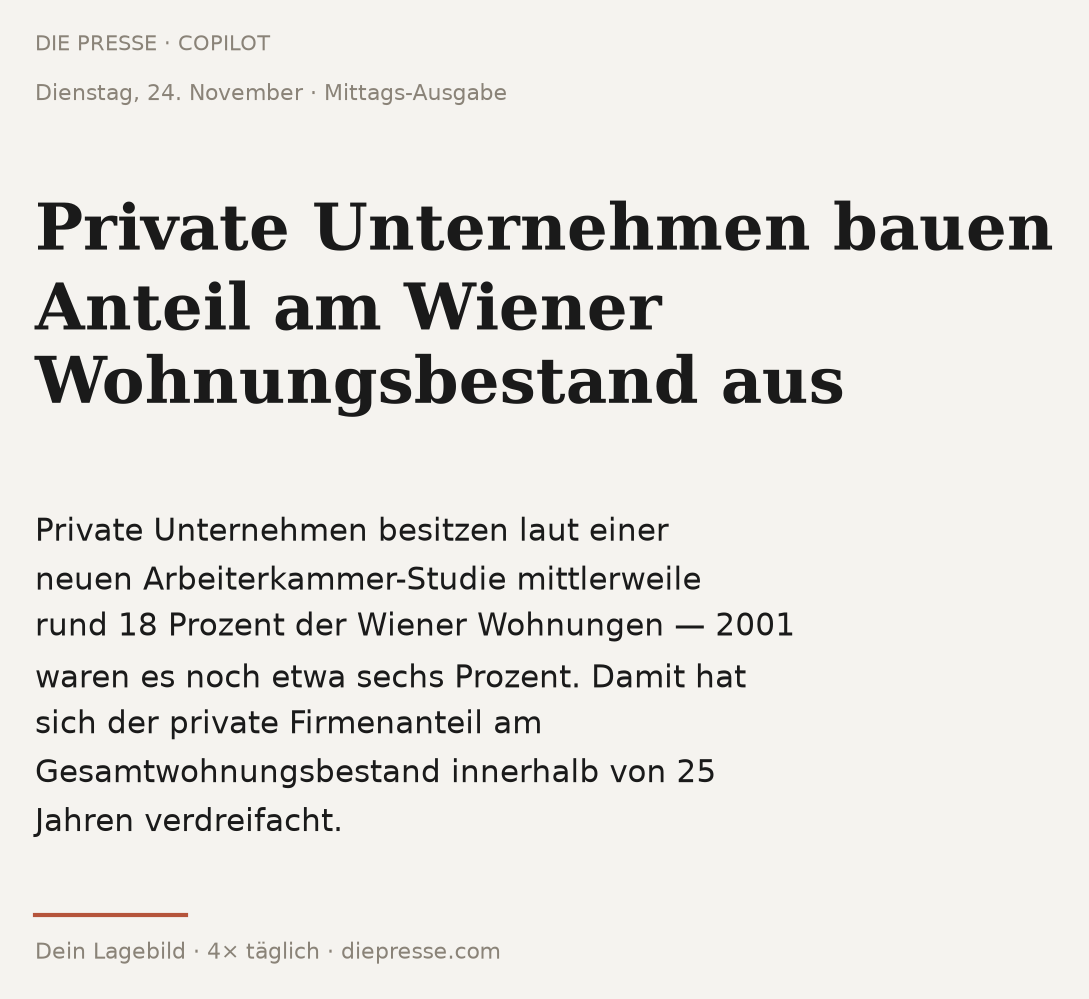 DIE PRESSE · COPILOT
Dienstag, 24. November · Mittags-Ausgabe
Private Unternehmen bauen
Anteil am Wiener
Wohnungsbestand aus
Private Unternehmen besitzen laut einer
neuen Arbeiterkammer-Studie mittlerweile
rund 18 Prozent der Wiener Wohnungen — 2001
waren es noch etwa sechs Prozent. Damit hat
sich der private Firmenanteil am
Gesamtwohnungsbestand innerhalb von 25
Jahren verdreifacht.
Dein Lagebild · 4× täglich · diepresse.com